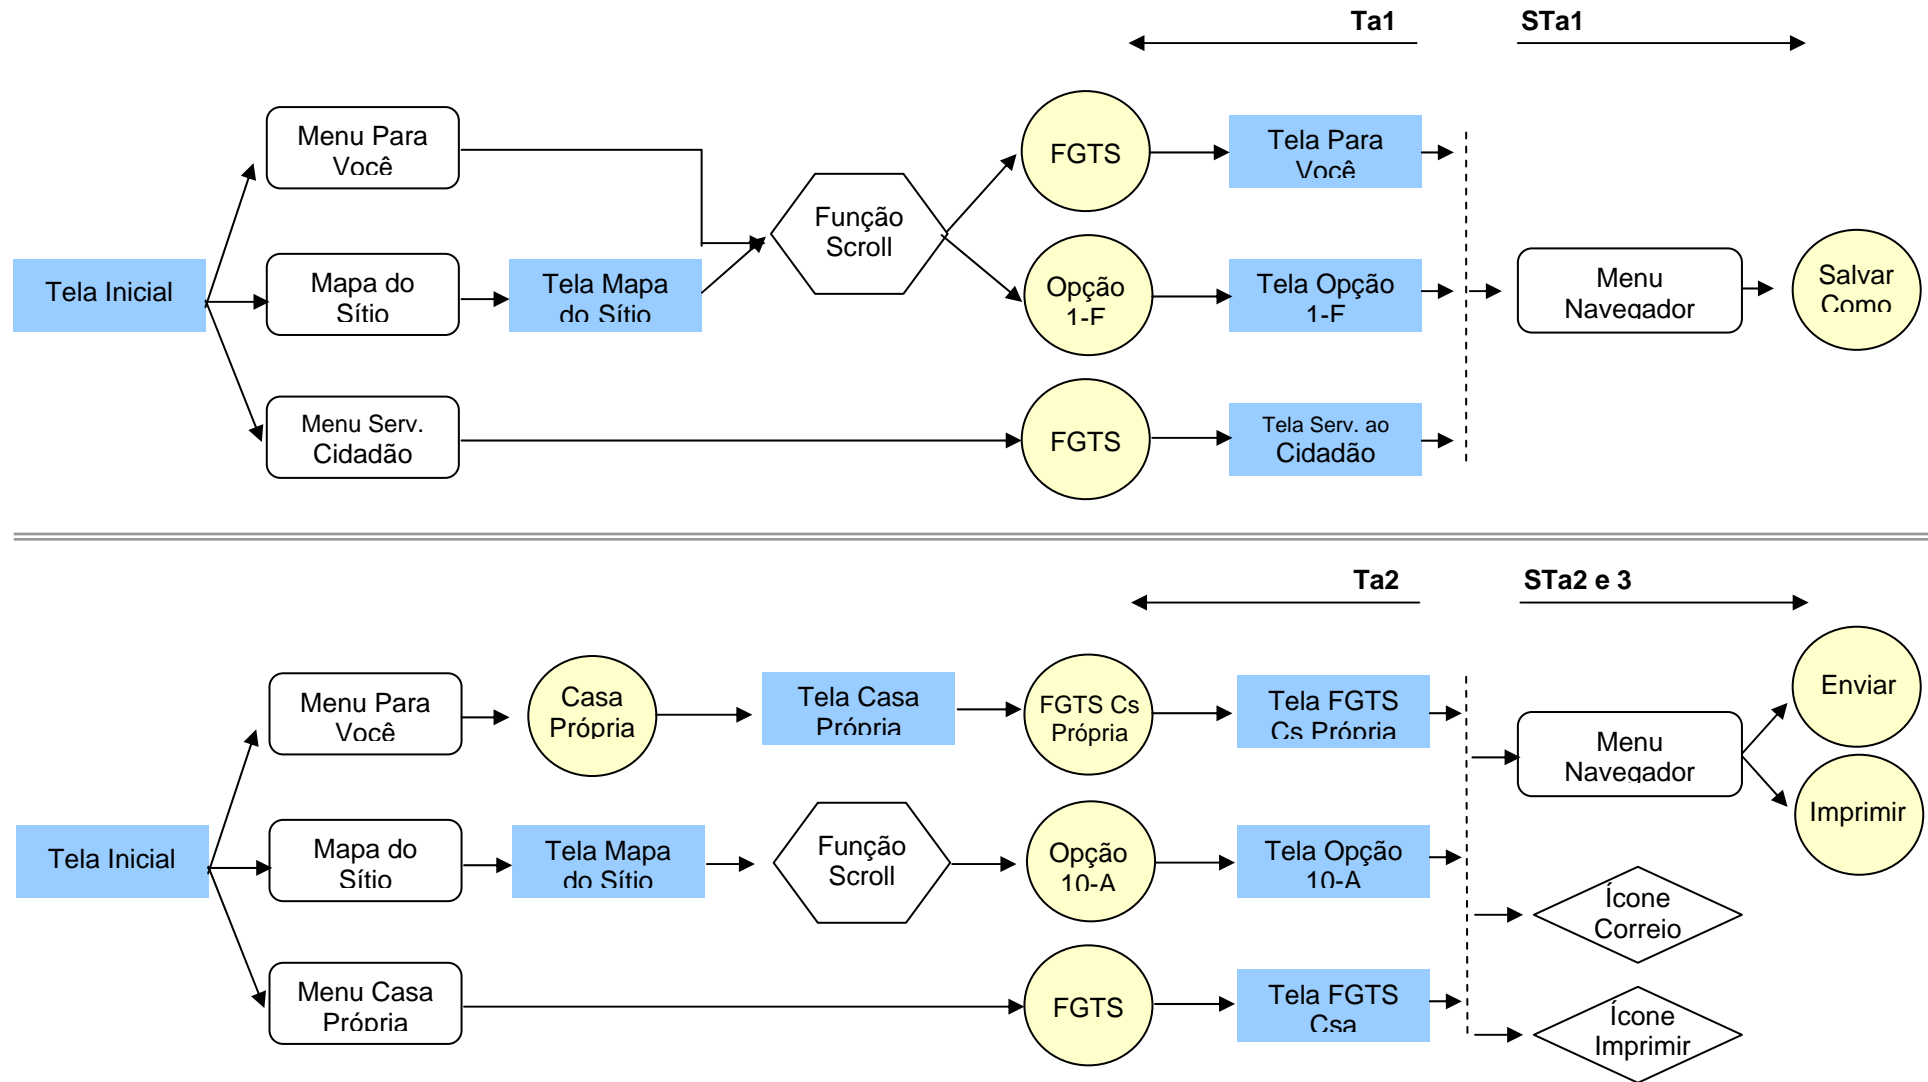 Ta1
STa1
Menu Para
Você
FGTS
Tela Para
Você
Função
Scroll
Tela Inicial
Mapa do
Sítio
Tela Mapa
do Sítio
Opção
1-F
Tela Opção
1-F
Menu
Navegador
Salvar
Como
Menu Serv.
Cidadão
FGTS
Tela Serv. ao
Cidadão
Ta2
STa2 e 3
Menu Para
Você
Casa
Própria
Tela Casa
Própria
FGTS Cs
Própria
Tela FGTS
Cs Própria
Menu
Navegador
Enviar
Imprimir
Tela Inicial
Mapa do
Sítio
Tela Mapa
do Sítio
Função
Scroll
Opção
10-A
Tela Opção
10-A
Ícone
Correio
Menu Casa
Própria
FGTS
Tela FGTS
Csa
Ícone
Imprimir